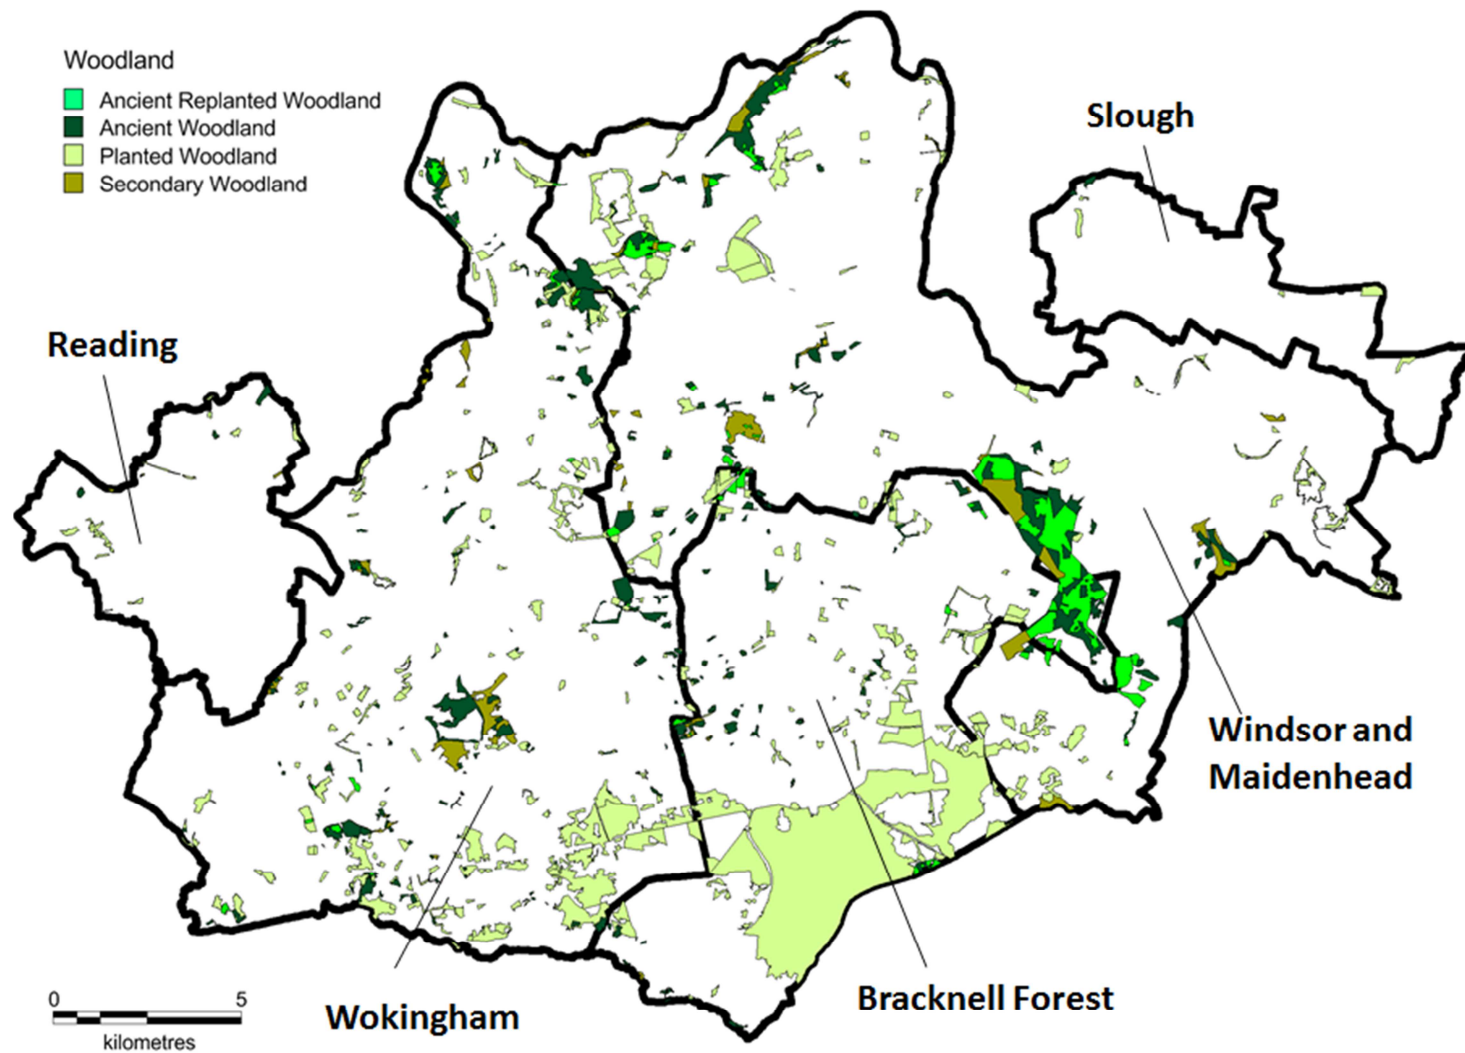 Woodland
Ancient Replanted Woodland
Ancient Woodland
Planted Woodland
Secondary Woodland
Slough
Reading
Windsor and
Maidenhead
Bracknell Forest
Wokingham
0 5
kilometres